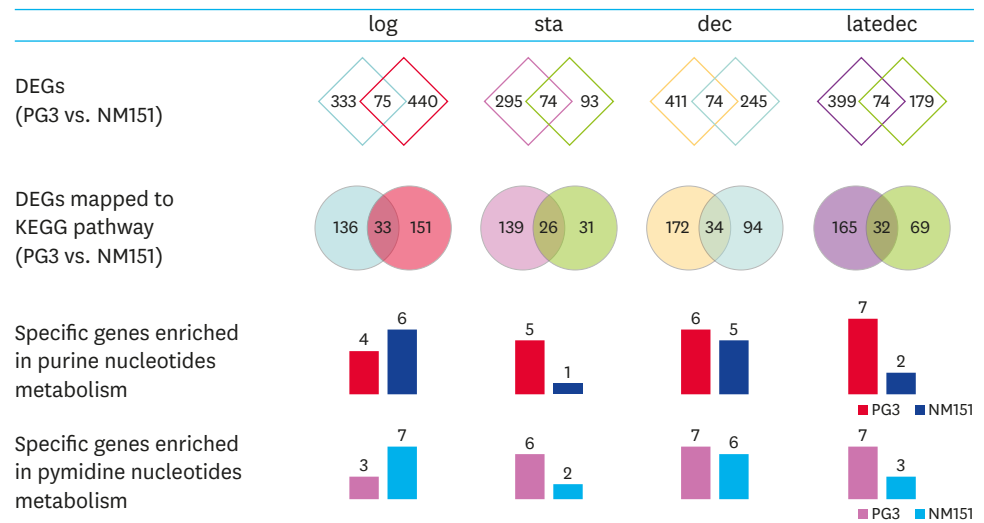 log sta dec latedec
DEGs
(PG3 vs. NM151)
333 75 440 295 74 93 411 74 245 399 74 179
DEGs mapped to
KEGG pathway
(PG3 vs. NM151)
136 33 151 139 26 31 172 34 94 165 32 69
Specific genes enriched
in purine nucleotides
metabolism
4 6 5 1 6 5 7 2
PG3 NM151
Specific genes enriched
in pymidine nucleotides
metabolism
3 7 6 2 7 6 7 3
PG3 NM151